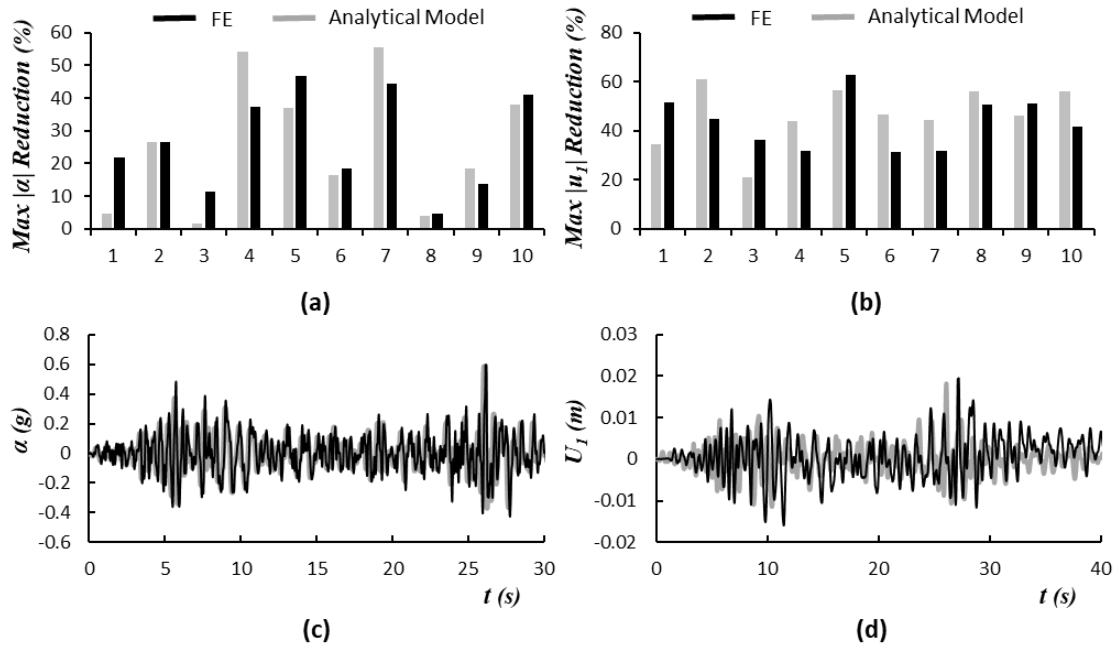 FE Analytical Model
Max |α| Reduction (%)
60
50
40
30
20
10
0
1 2 3 4 5 6 7 8 9 10
(a)
FE Analytical Model
Max |u1| Reduction (%)
80
60
40
20
0
1 2 3 4 5 6 7 8 9 10
(b)
α (g)
0.8
0.6
0.4
0.2
0
-0.2
-0.4
-0.6
0 5 10 15 20 25 30
t (s)
(c)
U1 (m)
0.03
0.02
0.01
0
-0.01
-0.02
0 10 20 30 40
t (s)
(d)